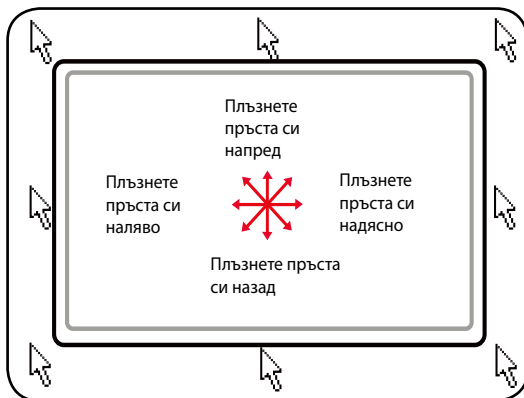 Плъзнете
пръста си
напред
Плъзнете
пръста си
наляво
Плъзнете
пръста си
надясно
Плъзнете пръста
си назад